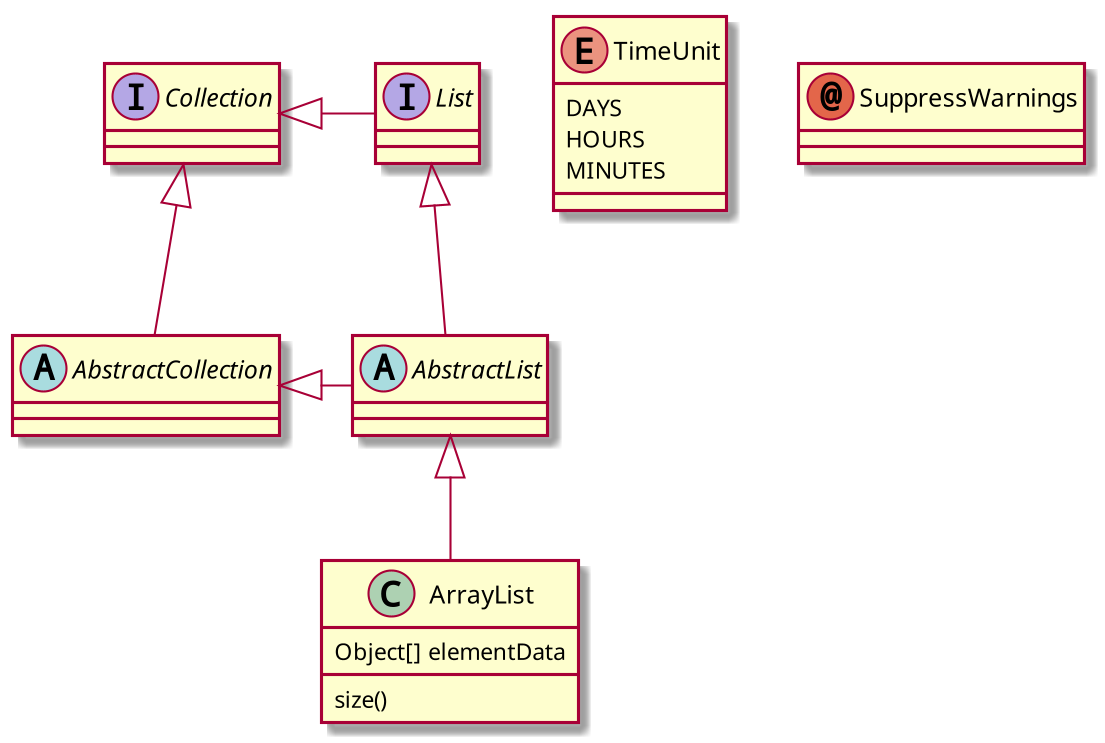 I Collection
I List
E TimeUnit
DAYS
HOURS
MINUTES
@ SuppressWarnings
A AbstractCollection
A AbstractList
C ArrayList
Object[] elementData
size()